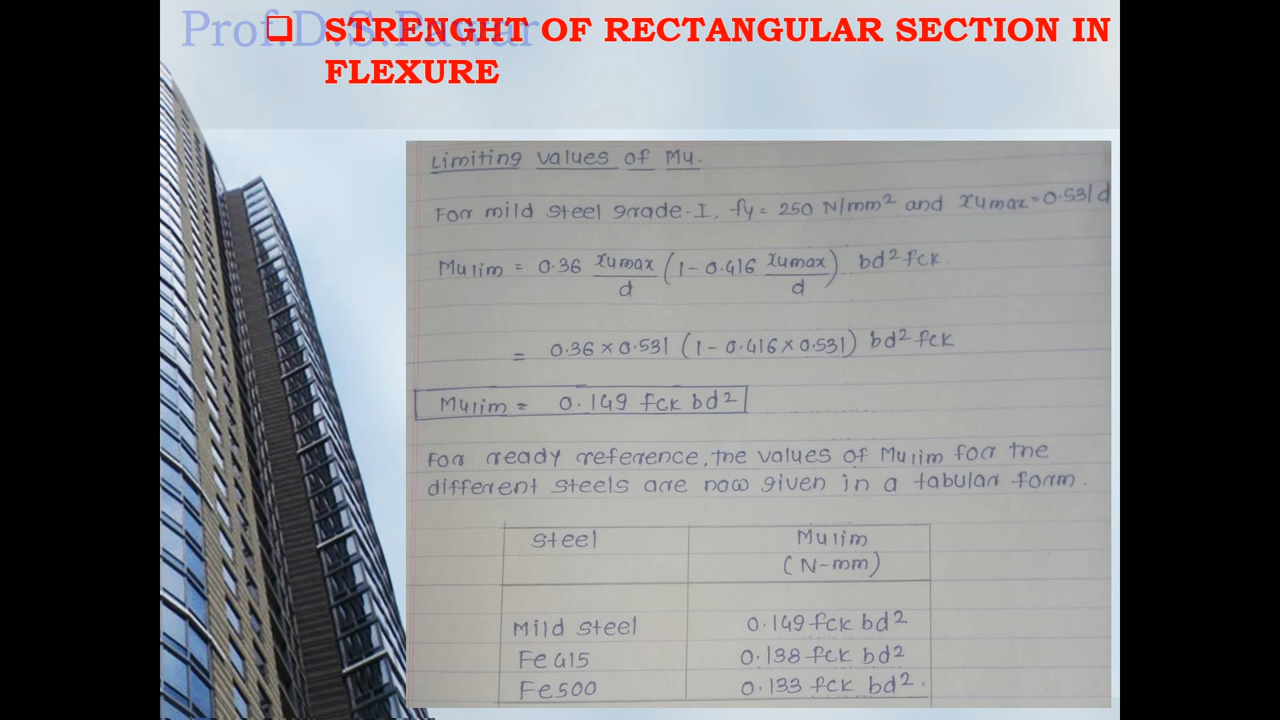 Prof.D.S.Pawar
❑ STRENGHT OF RECTANGULAR SECTION IN
FLEXURE
Limiting values of Mu.
For mild steel grade-I, fy = 250 N/mm² and xumax = 0.531 d
Mulim = 0.36 xumax/d (1 - 0.416 xumax/d) bd² fck
= 0.36 × 0.531 (1 - 0.416 × 0.531) bd² fck
Mulim = 0.149 fck bd²
For ready reference, the values of Mulim for the
different steels are now given in a tabular form.
Steel Mulim
(N-mm)
Mild steel 0.149 fck bd²
Fe 415 0.138 fck bd²
Fe500 0.133 fck bd².